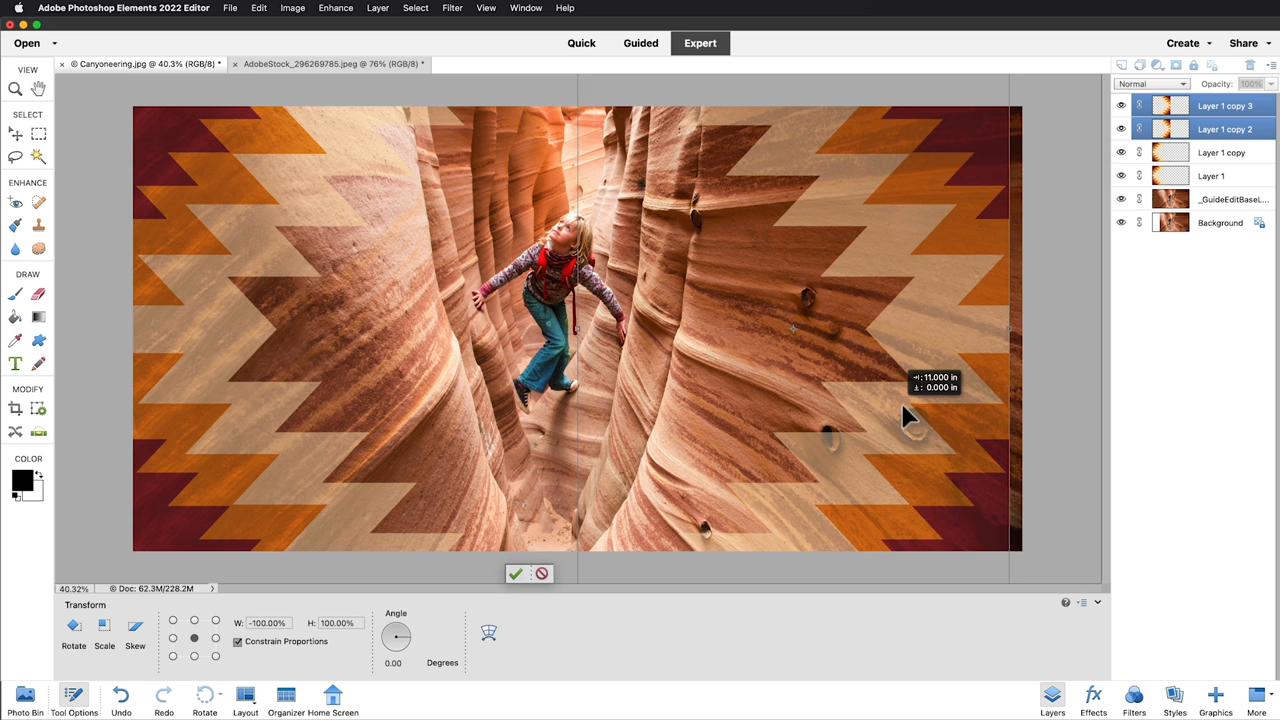 Adobe Photoshop Elements 2022 Editor File Edit Image Enhance Layer Select Filter View Window Help
Open Quick Guided Expert Create Share
× © Canyoneering.jpg @ 40.3% (RGB/8) * × AdobeStock_296269785.jpeg @ 76% (RGB/8) *
VIEW
SELECT
ENHANCE
DRAW
T
MODIFY
COLOR
Normal Opacity: 100%
Layer 1 copy 3
Layer 1 copy 2
Layer 1 copy
Layer 1
_GuideEditBaseL...
Background
: 11.000 in
: 0.000 in
40.32% © Doc: 62.3M/228.2M
Transform
Rotate Scale Skew
W: -100.00% H: 100.00%
Constrain Proportions
Angle
0.00 Degrees
Photo Bin Tool Options Undo Redo Rotate Layout Organizer Home Screen Layers Effects Filters Styles Graphics More